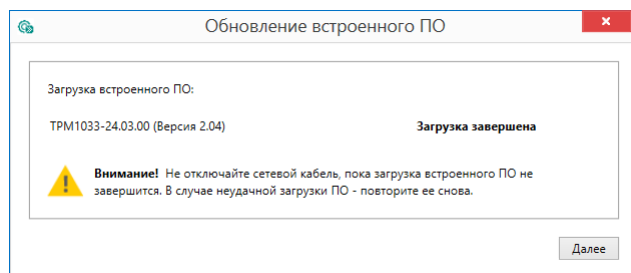 Обновление встроенного ПО
Загрузка встроенного ПО:
ТРМ1033-24.03.00 (Версия 2.04) Загрузка завершена
Внимание! Не отключайте сетевой кабель, пока загрузка встроенного ПО не
завершится. В случае неудачной загрузки ПО - повторите ее снова.
Далее